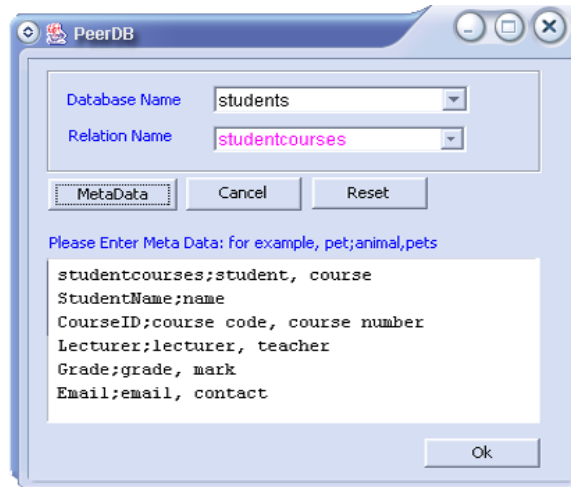 PeerDB
Database Name students
Relation Name studentcourses
MetaData Cancel Reset
Please Enter Meta Data: for example, pet;animal,pets
studentcourses;student, course
StudentName;name
CourseID;course code, course number
Lecturer;lecturer, teacher
Grade;grade, mark
Email;email, contact
Ok